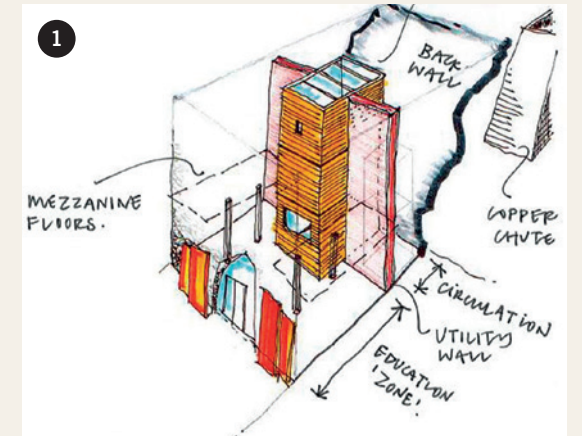 1
BACK
WALL
MEZZANINE
FLOORS.
COPPER
CHUTE
CIRCULATION
UTILITY
WALL
EDUCATION
'ZONE'